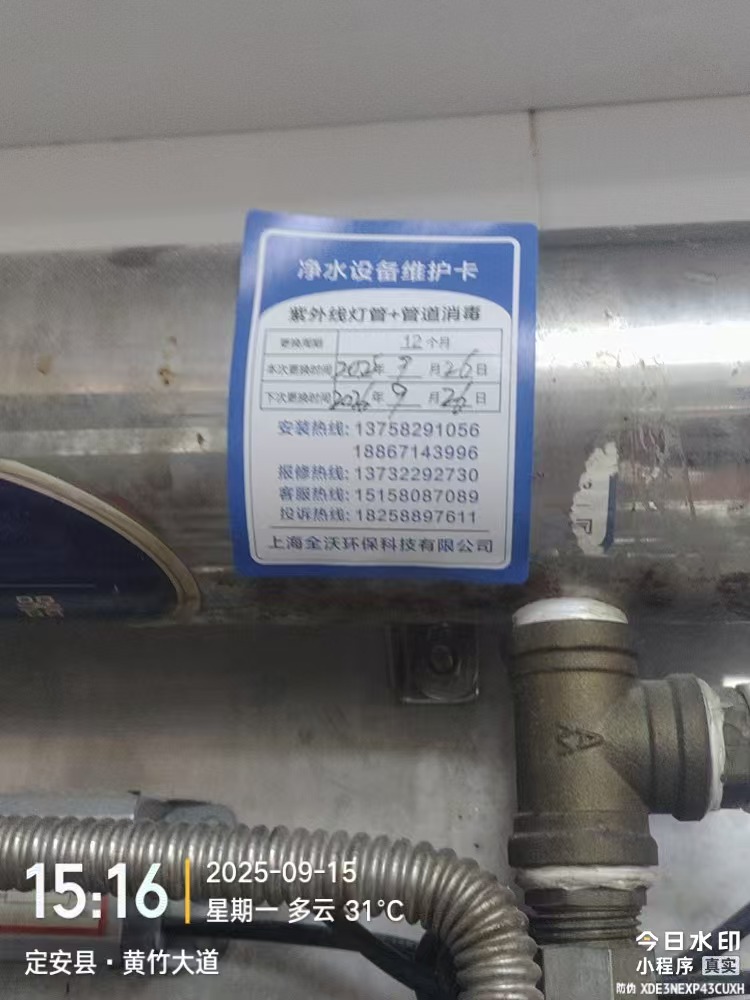 净水设备维护卡
紫外线灯管+管道消毒
更换周期 12个月
本次更换时间 2025年9月26日
下次更换时间 2026年9月26日
安装热线: 13758291056
18867143996
报修热线: 13732292730
客服热线: 15158087089
投诉热线: 18258897611
上海全沃环保科技有限公司
15:16
2025-09-15
星期一 多云 31°C
定安县·黄竹大道
今日水印
小程序 真实
防伪 XDE3NEXP43CUXH